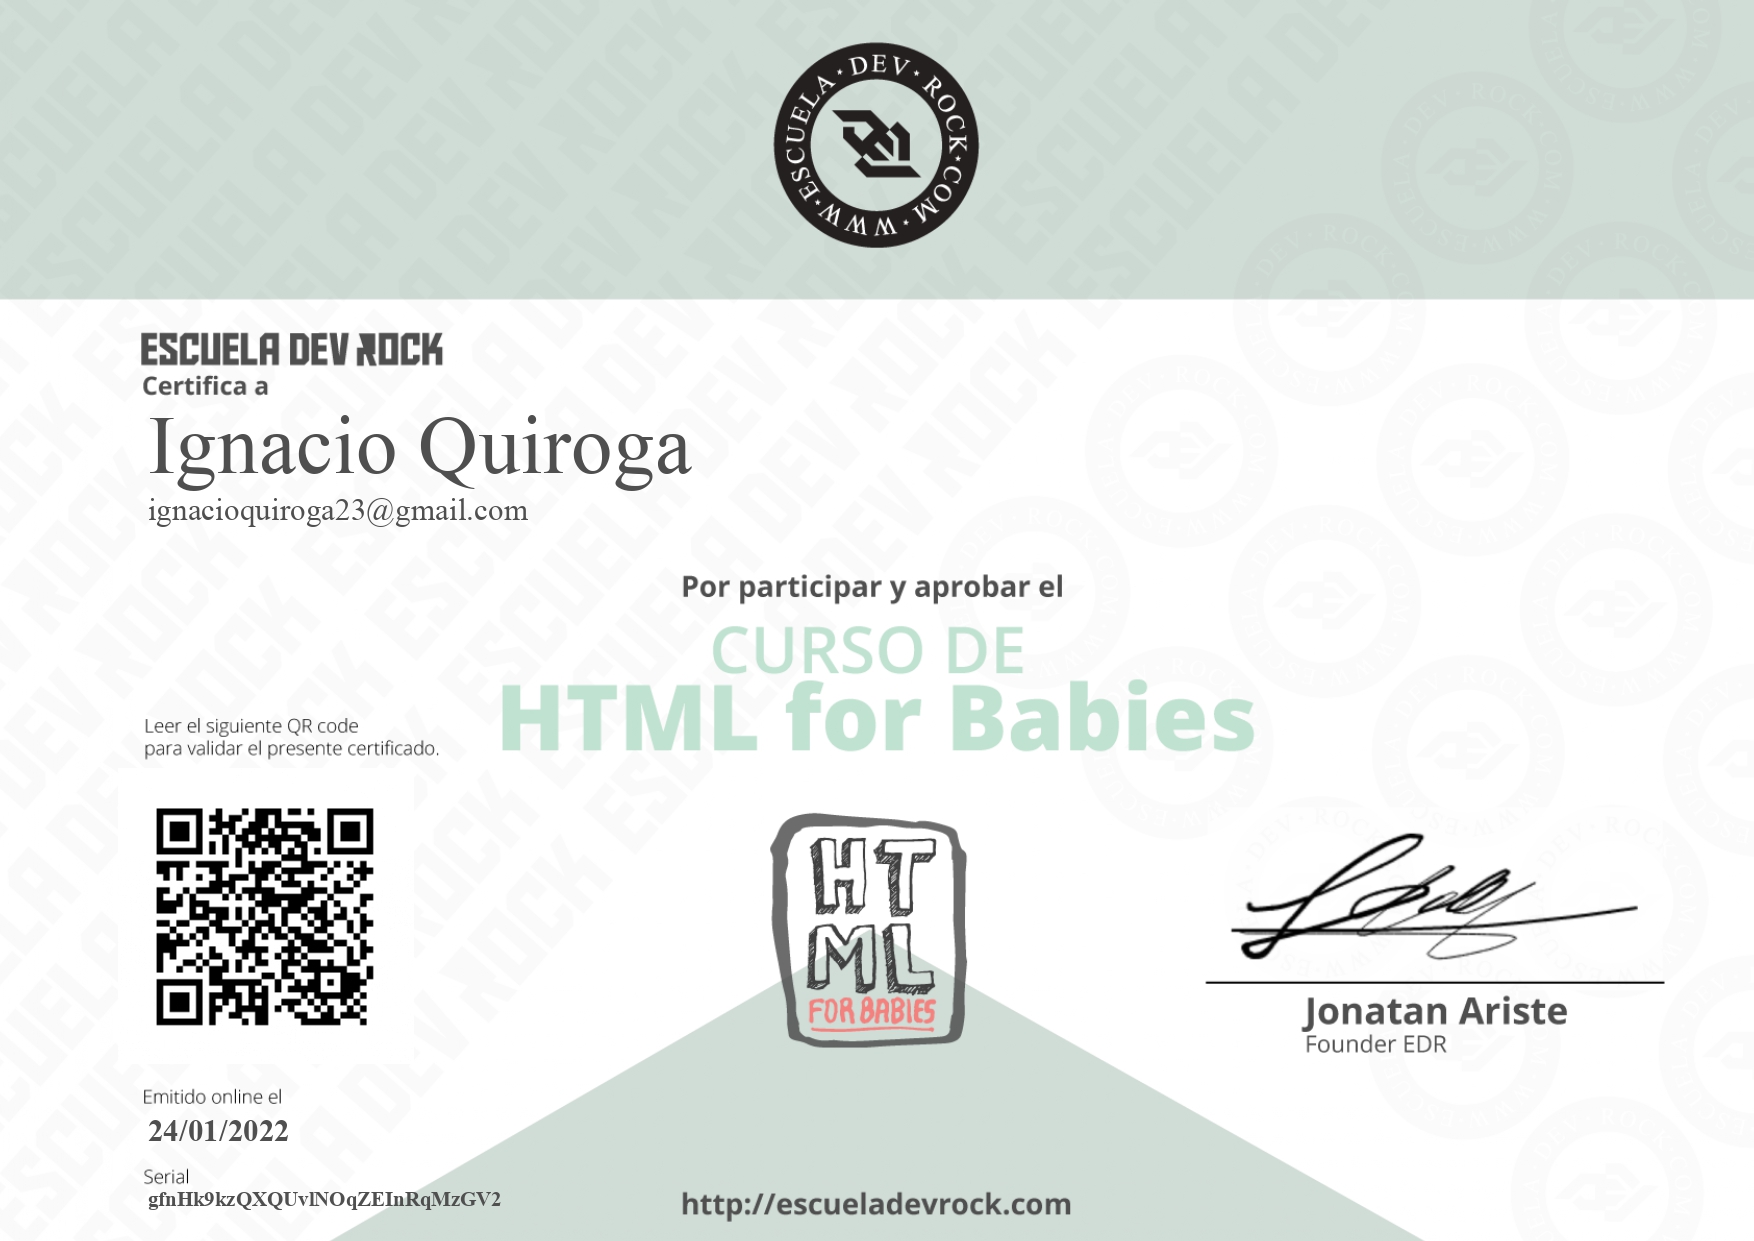 WWW·ESCUELA·DEV·ROCK·COM
ESCUELA DEV ROCK
Certifica a
Ignacio Quiroga
ignacioquiroga23@gmail.com
Por participar y aprobar el
CURSO DE
HTML for Babies
Leer el siguiente QR code
para validar el presente certificado.
HT
ML
FOR BABIES
Jonatan Ariste
Founder EDR
Emitido online el
24/01/2022
Serial
gfnHk9kzQXQUvlNOqZEInRqMzGV2
http://escueladevrock.com